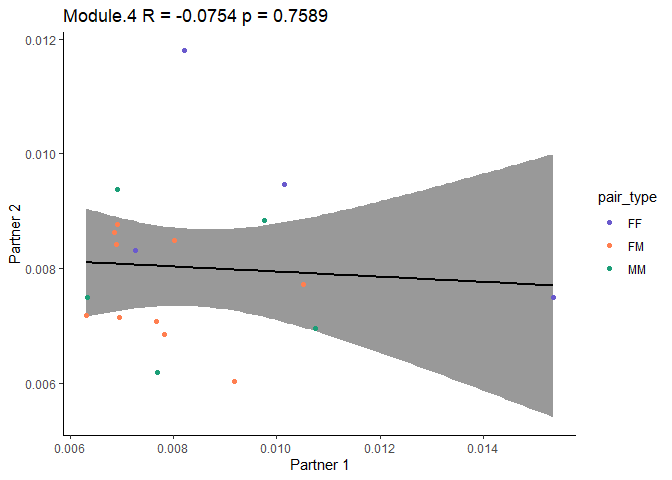 Module.4 R = -0.0754 p = 0.7589
0.012
0.010
0.008
0.006
Partner 2
0.006
0.008
0.010
0.012
0.014
Partner 1
pair_type
FF
FM
MM